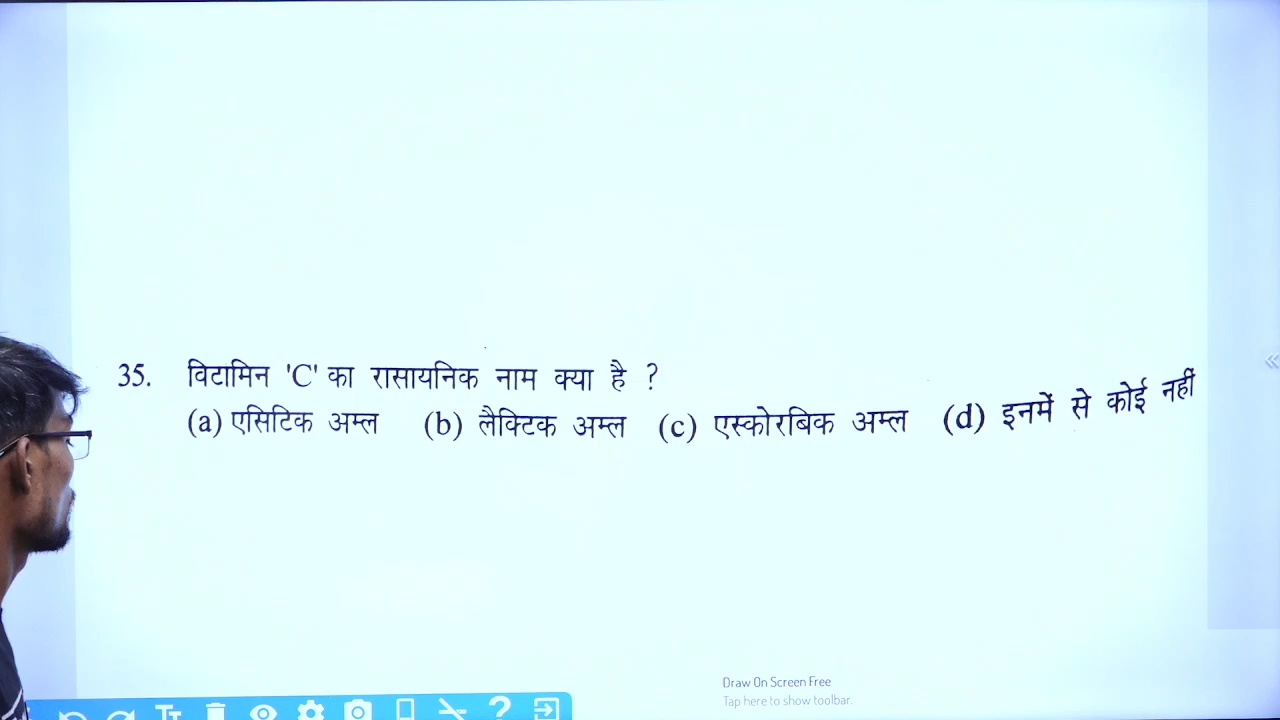 35. विटामिन 'C' का रासायनिक नाम क्या है ?
(a) एसिटिक अम्ल (b) लैक्टिक अम्ल (c) एस्कोरबिक अम्ल (d) इनमें से कोई नहीं
Draw On Screen Free
Tap here to show toolbar.